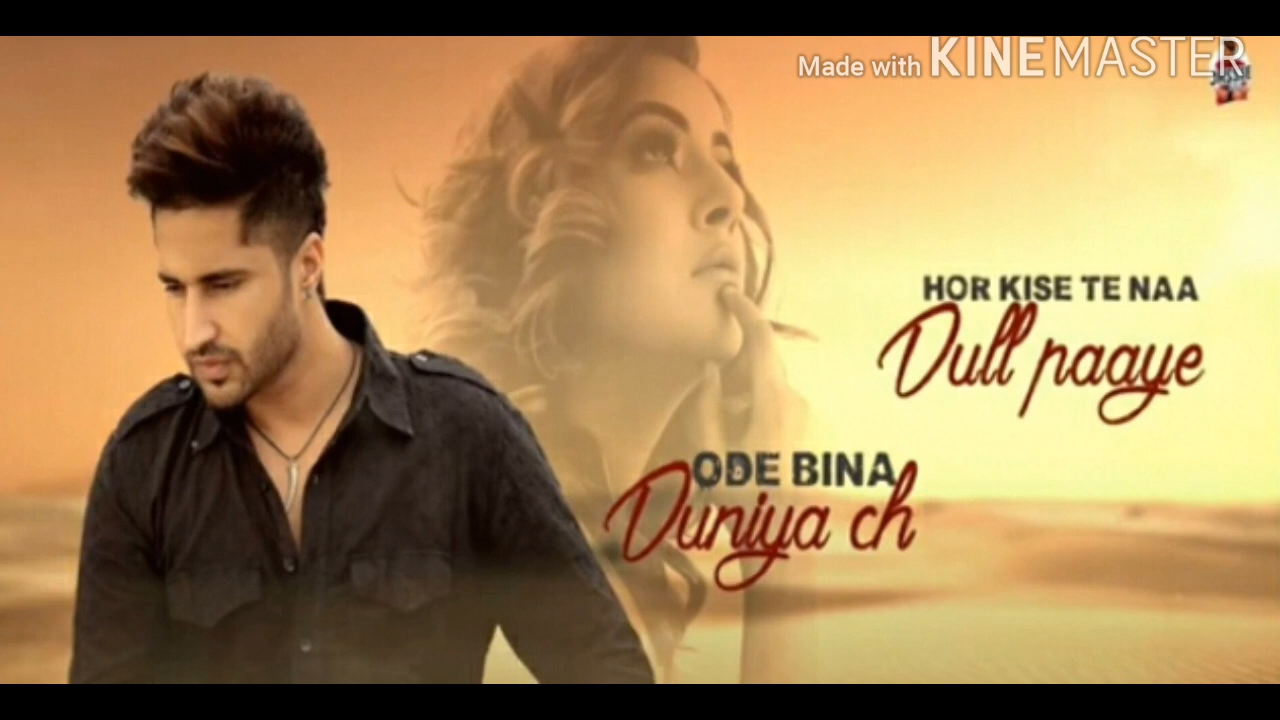 Made with KINEMASTER
HOR KISE TE NAA
Dull paaye
ODE BINA
Duniya ch